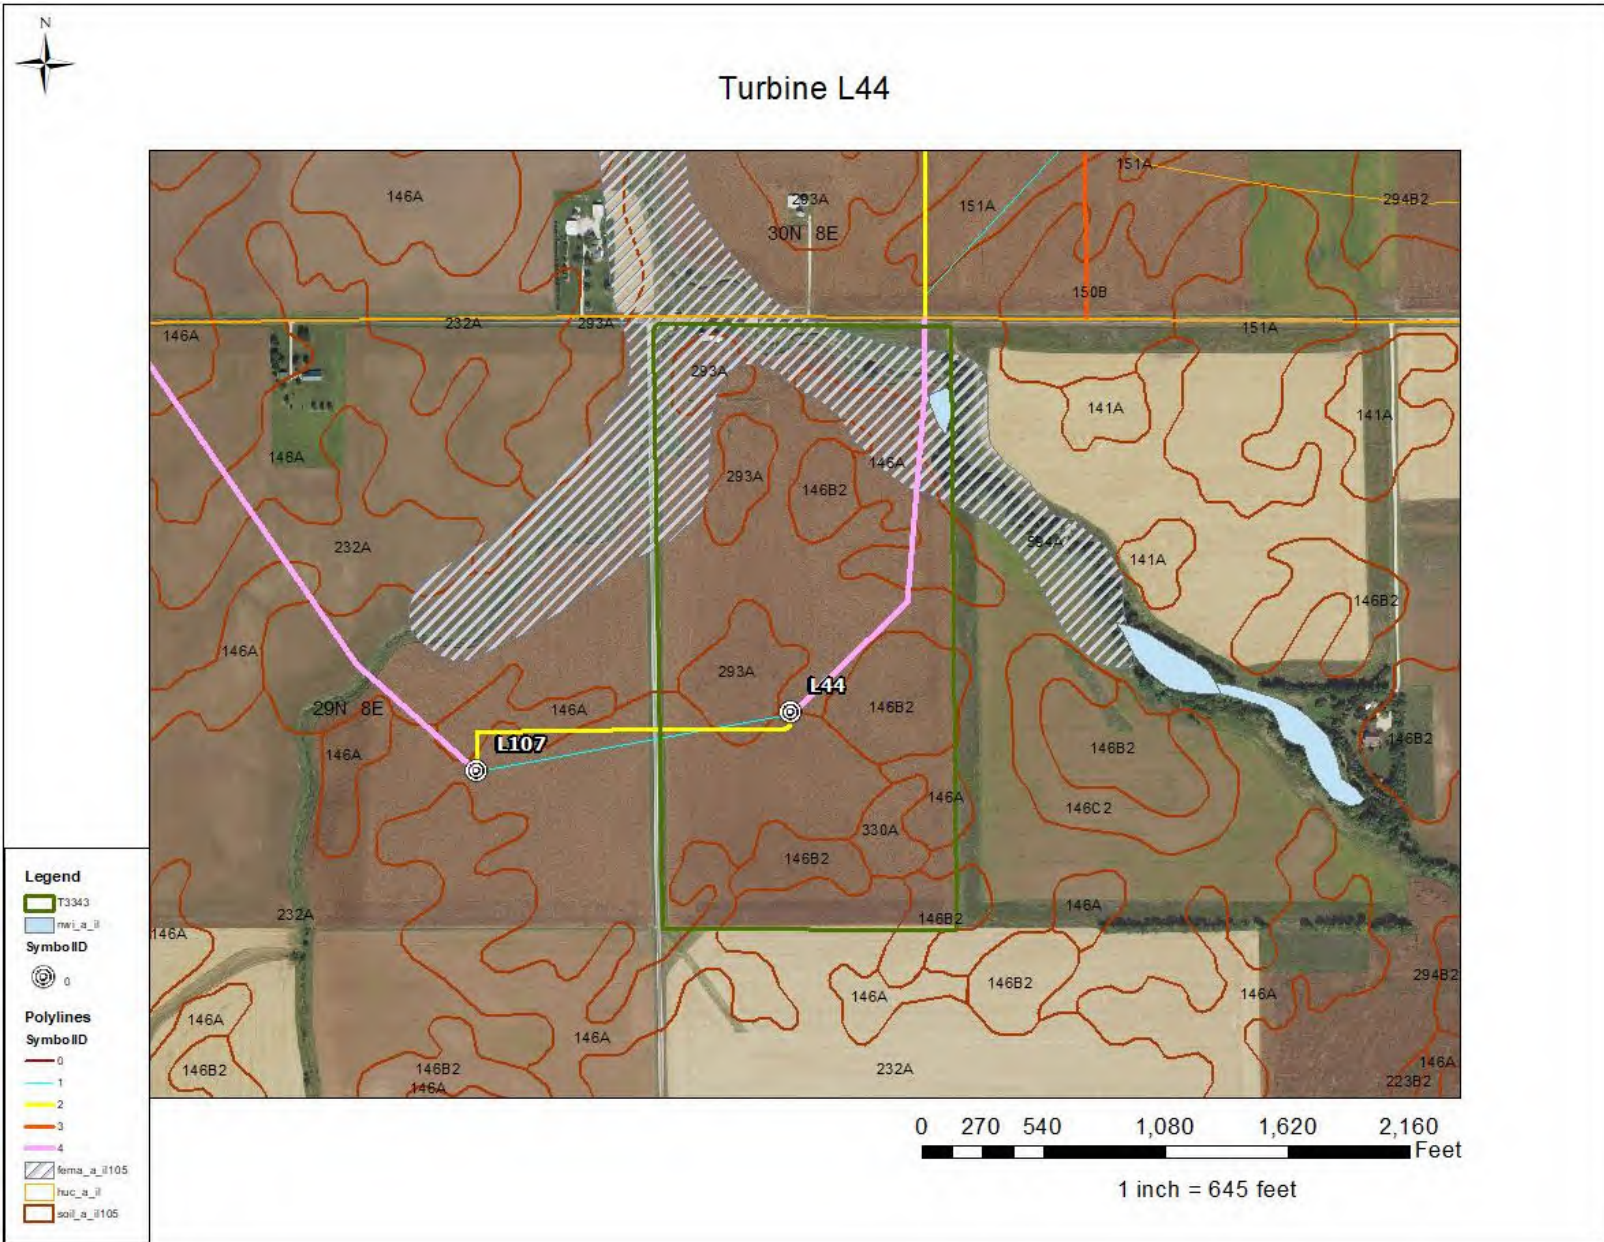 N
Turbine L44
151A
146A
293A
151A
294B2
30N 8E
150B
146A
232A
293A
151A
293A
141A
141A
146A
146A
293A
146B2
232A
594A
141A
146B2
146A
293A
L44
29N 8E
146A
146B2
L107
146A
146B2
146B2
146A
146C2
330A
146B2
232A
146A
146B2
146A
146A
146B2
146A
294B2
146A
146A
146A
146B2
146B2
146A
232A
146A
223B2
Legend
T3343
nwi_a_il
SymbolID
0
Polylines
SymbolID
0
1
2
3
4
fema_a_il105
huc_a_il
soil_a_il105
0 270 540 1,080 1,620 2,160
Feet
1 inch = 645 feet